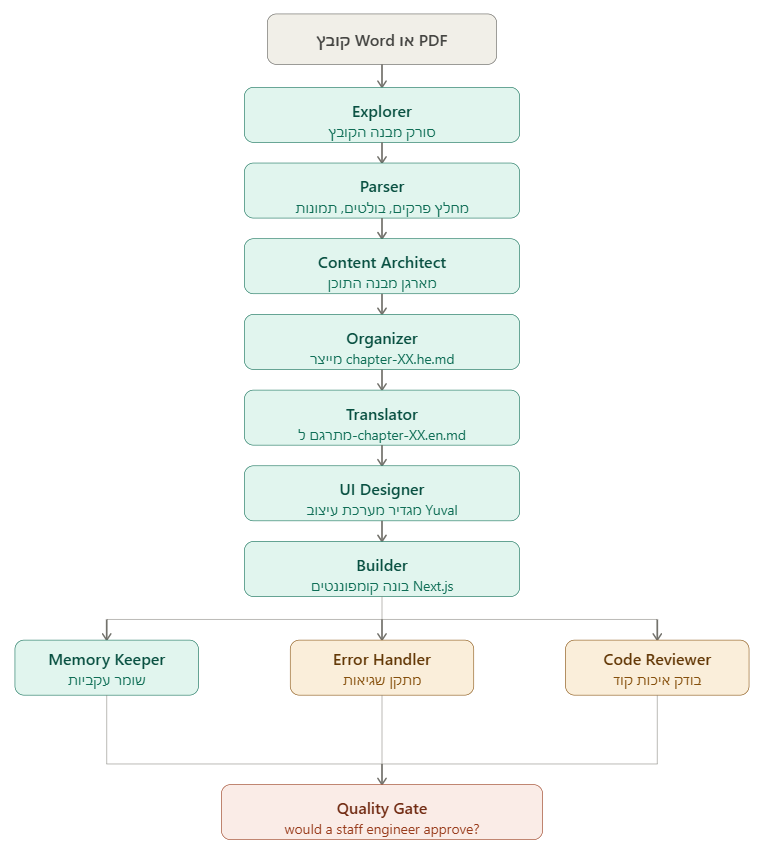 קובץ Word או PDF
Explorer
סורק מבנה הקובץ
Parser
מחלץ פרקים, בולטים, תמונות
Content Architect
מארגן מבנה התוכן
Organizer
מייצר chapter-XX.he.md
Translator
מתרגם ל-chapter-XX.en.md
UI Designer
מגדיר מערכת עיצוב Yuval
Builder
בונה קומפוננטים Next.js
Memory Keeper
שומר עקביות
Error Handler
מתקן שגיאות
Code Reviewer
בודק איכות קוד
Quality Gate
would a staff engineer approve?